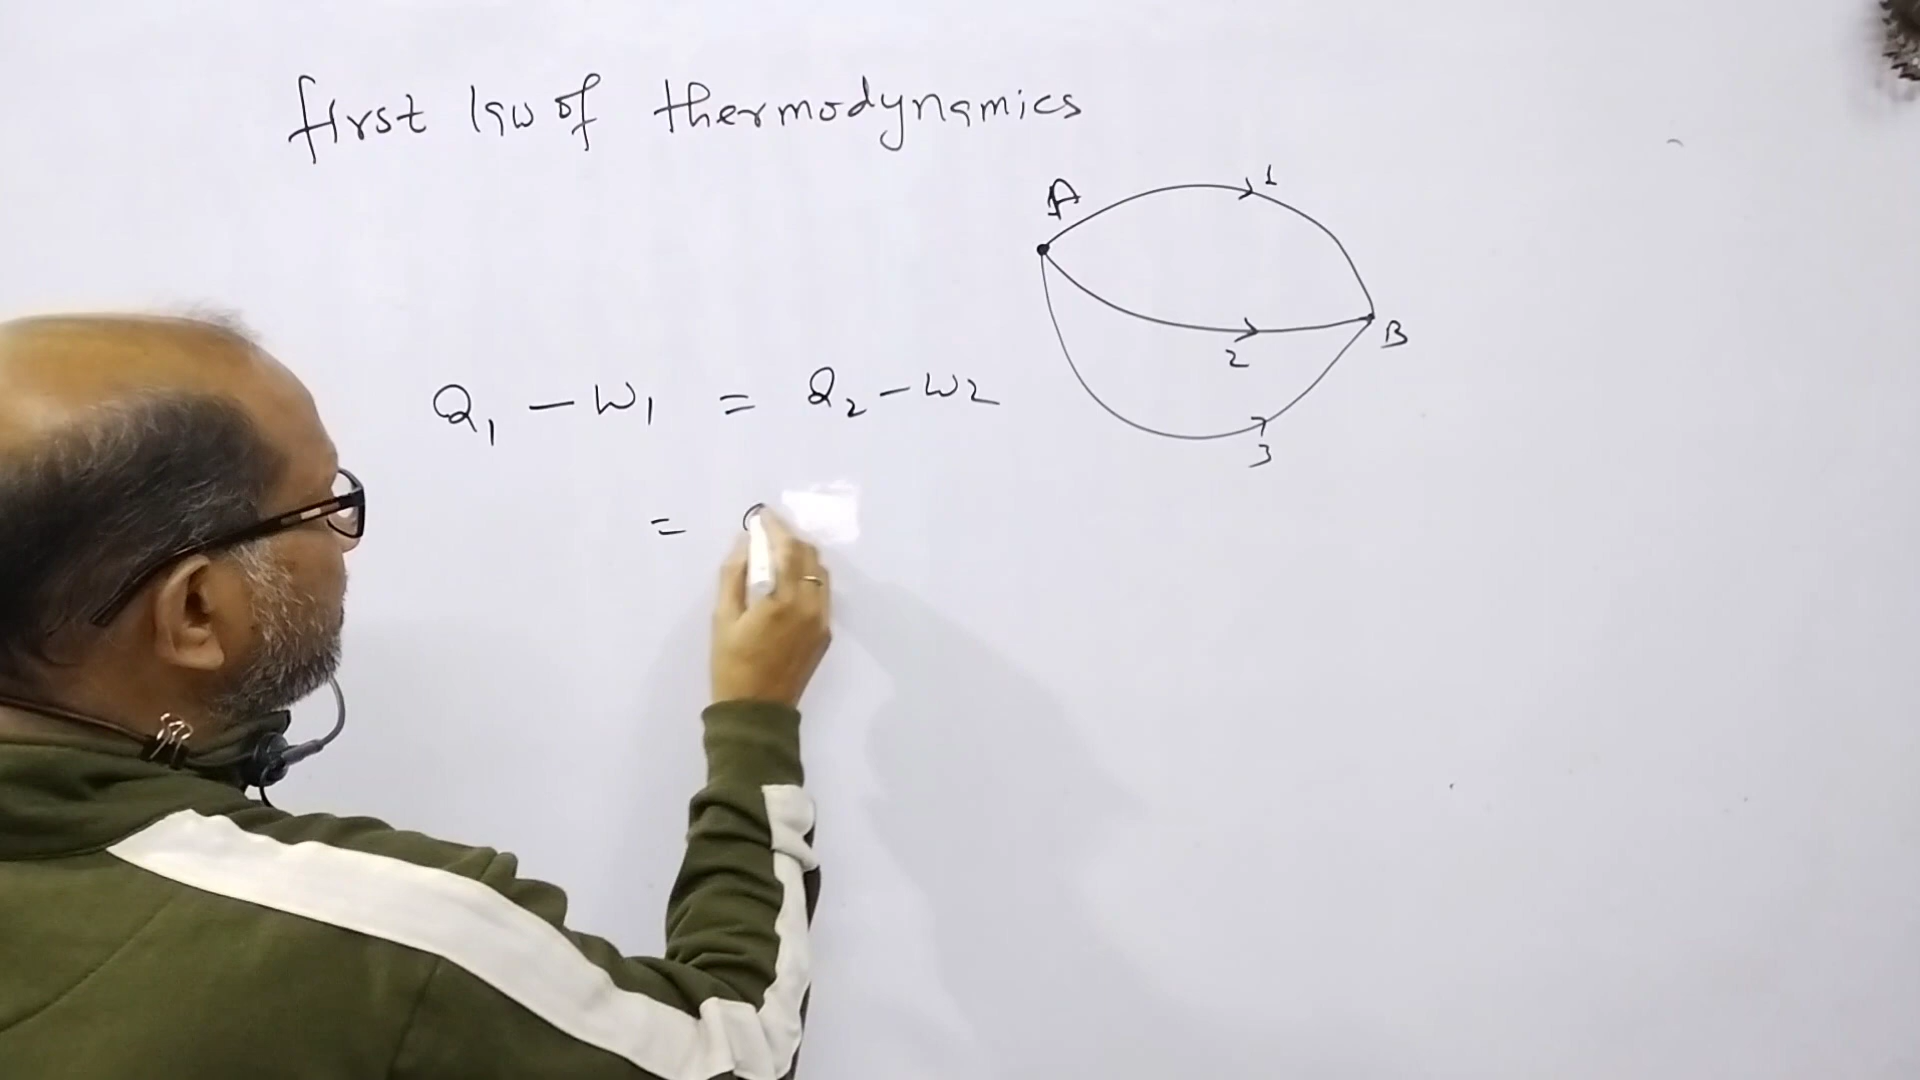 first law of thermodynamics
A
1
2
B
3
Q₁ - W₁ = Q₂ - W2
=